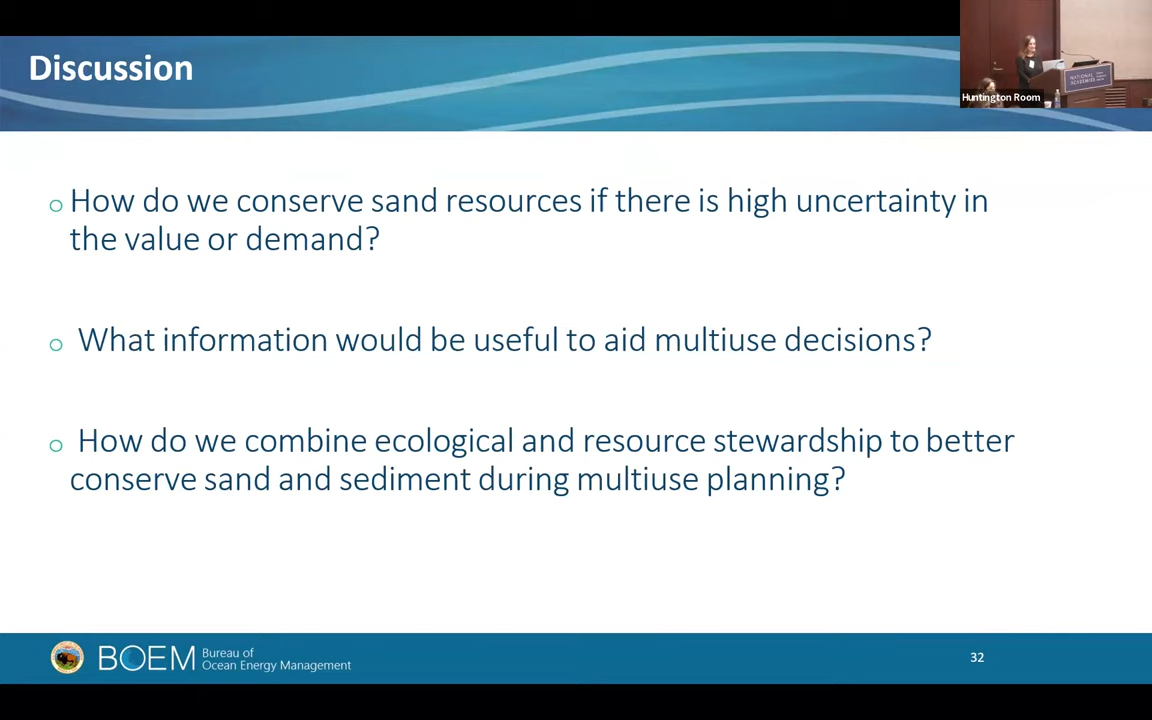 Discussion
NATIONAL
ACADEMIES
Huntington Room
How do we conserve sand resources if there is high uncertainty in
the value or demand?
What information would be useful to aid multiuse decisions?
How do we combine ecological and resource stewardship to better
conserve sand and sediment during multiuse planning?
BOEM
Bureau of
Ocean Energy Management
32